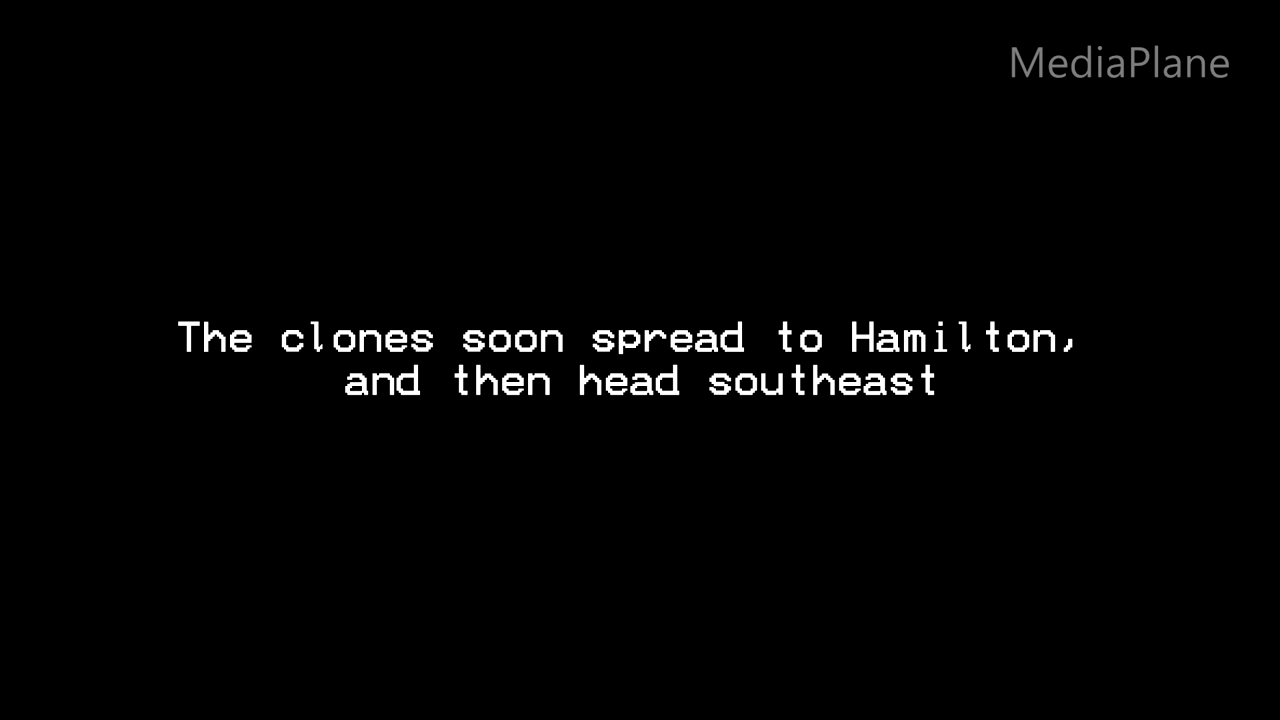 MediaPlane
The clones soon spread to Hamilton,
and then head southeast